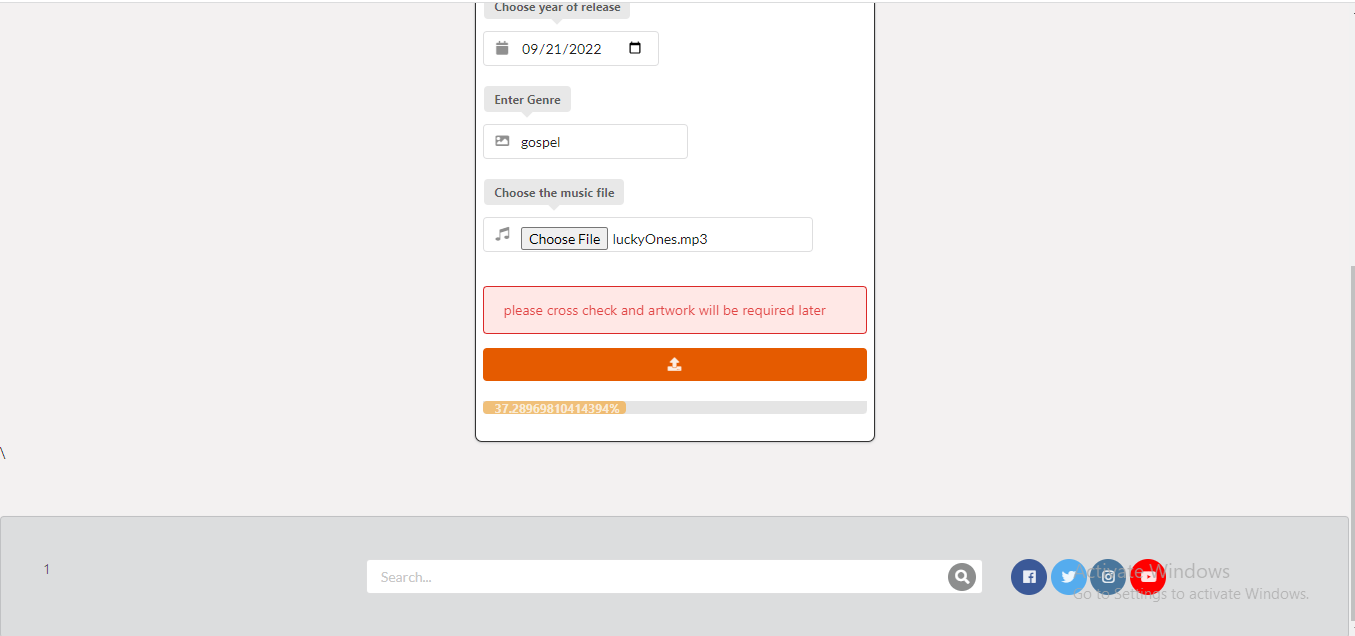 Choose year of release
09/21/2022
Enter Genre
gospel
Choose the music file
Choose File luckyOnes.mp3
please cross check and artwork will be required later
37.28969810414394%
\
1
Search...
Activate Windows
Go to Settings to activate Windows.